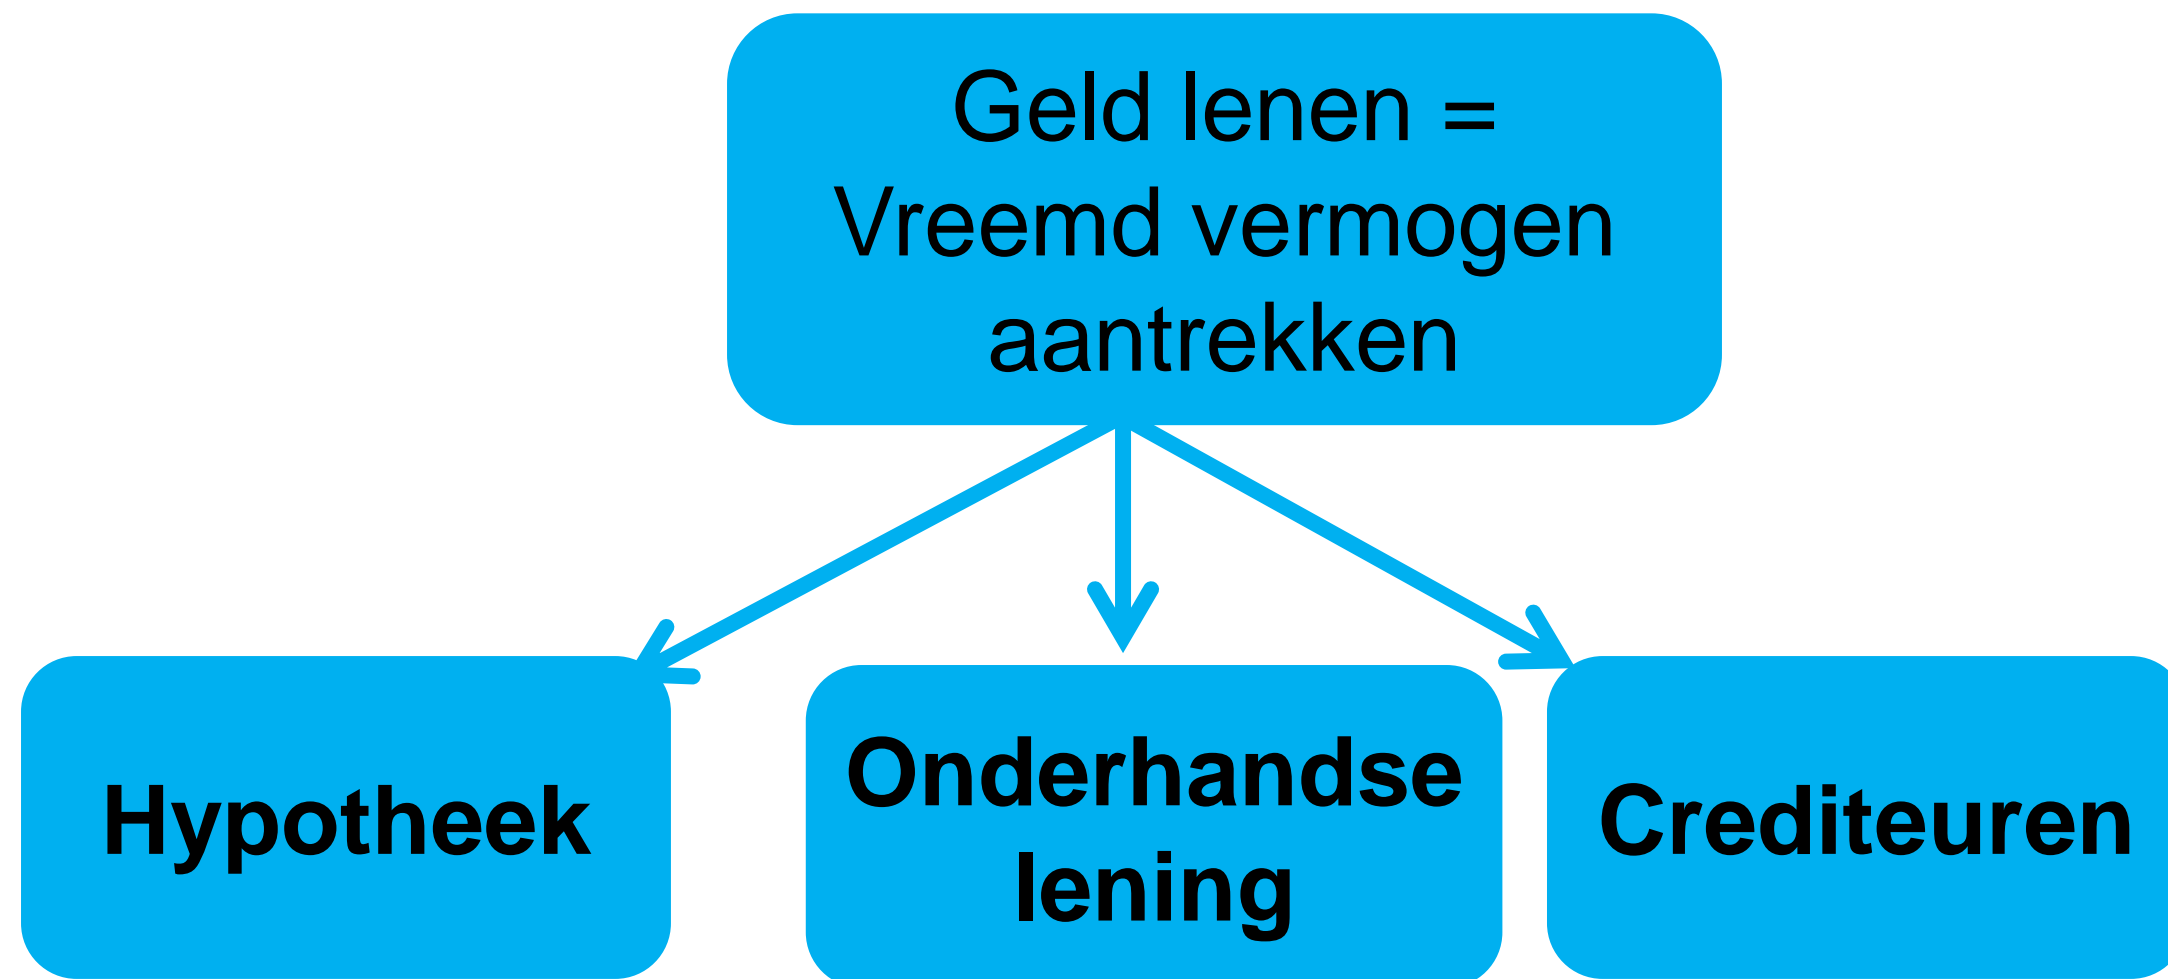 Geld lenen =
Vreemd vermogen
aantrekken
Hypotheek
Onderhandse
lening
Crediteuren